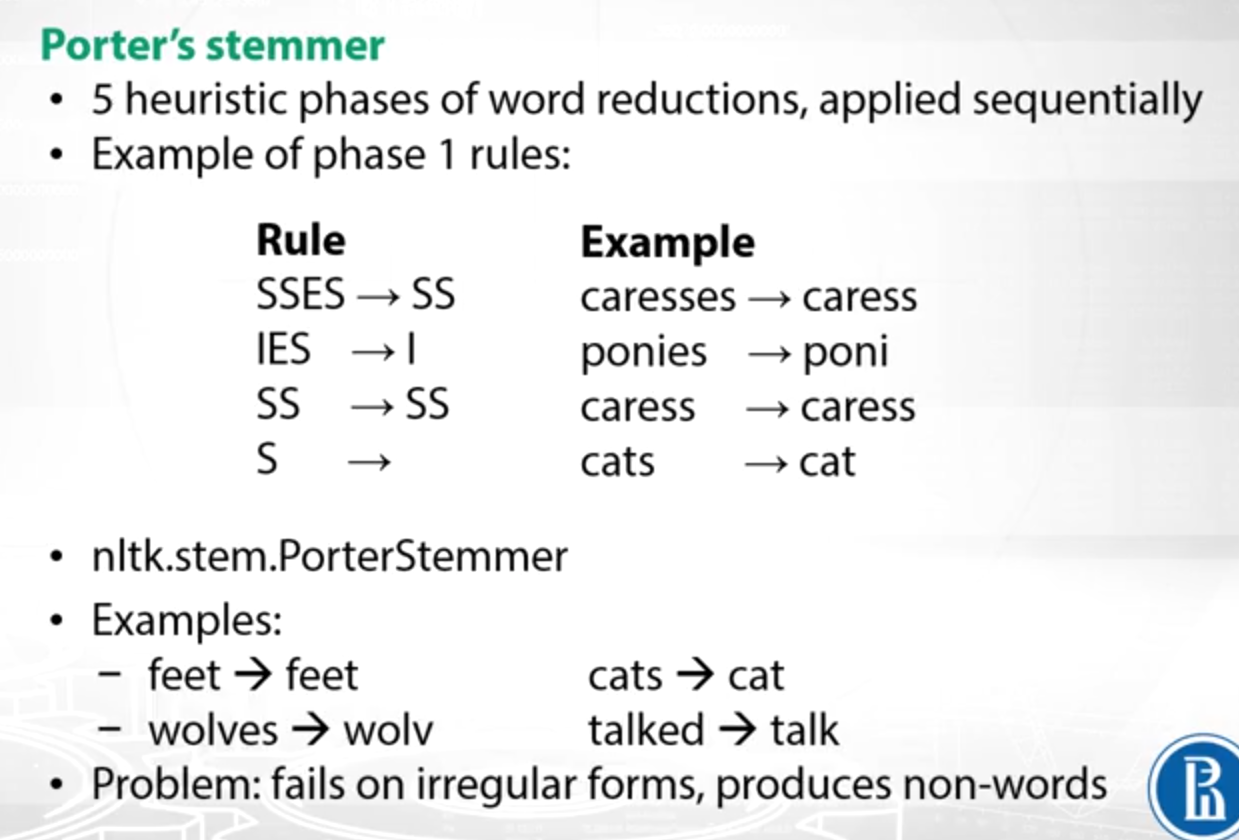 Porter's stemmer
• 5 heuristic phases of word reductions, applied sequentially
• Example of phase 1 rules:
Rule Example
SSES → SS caresses → caress
IES → I ponies → poni
SS → SS caress → caress
S → cats → cat
• nltk.stem.PorterStemmer
• Examples:
– feet → feet cats → cat
– wolves → wolv talked → talk
• Problem: fails on irregular forms, produces non-words